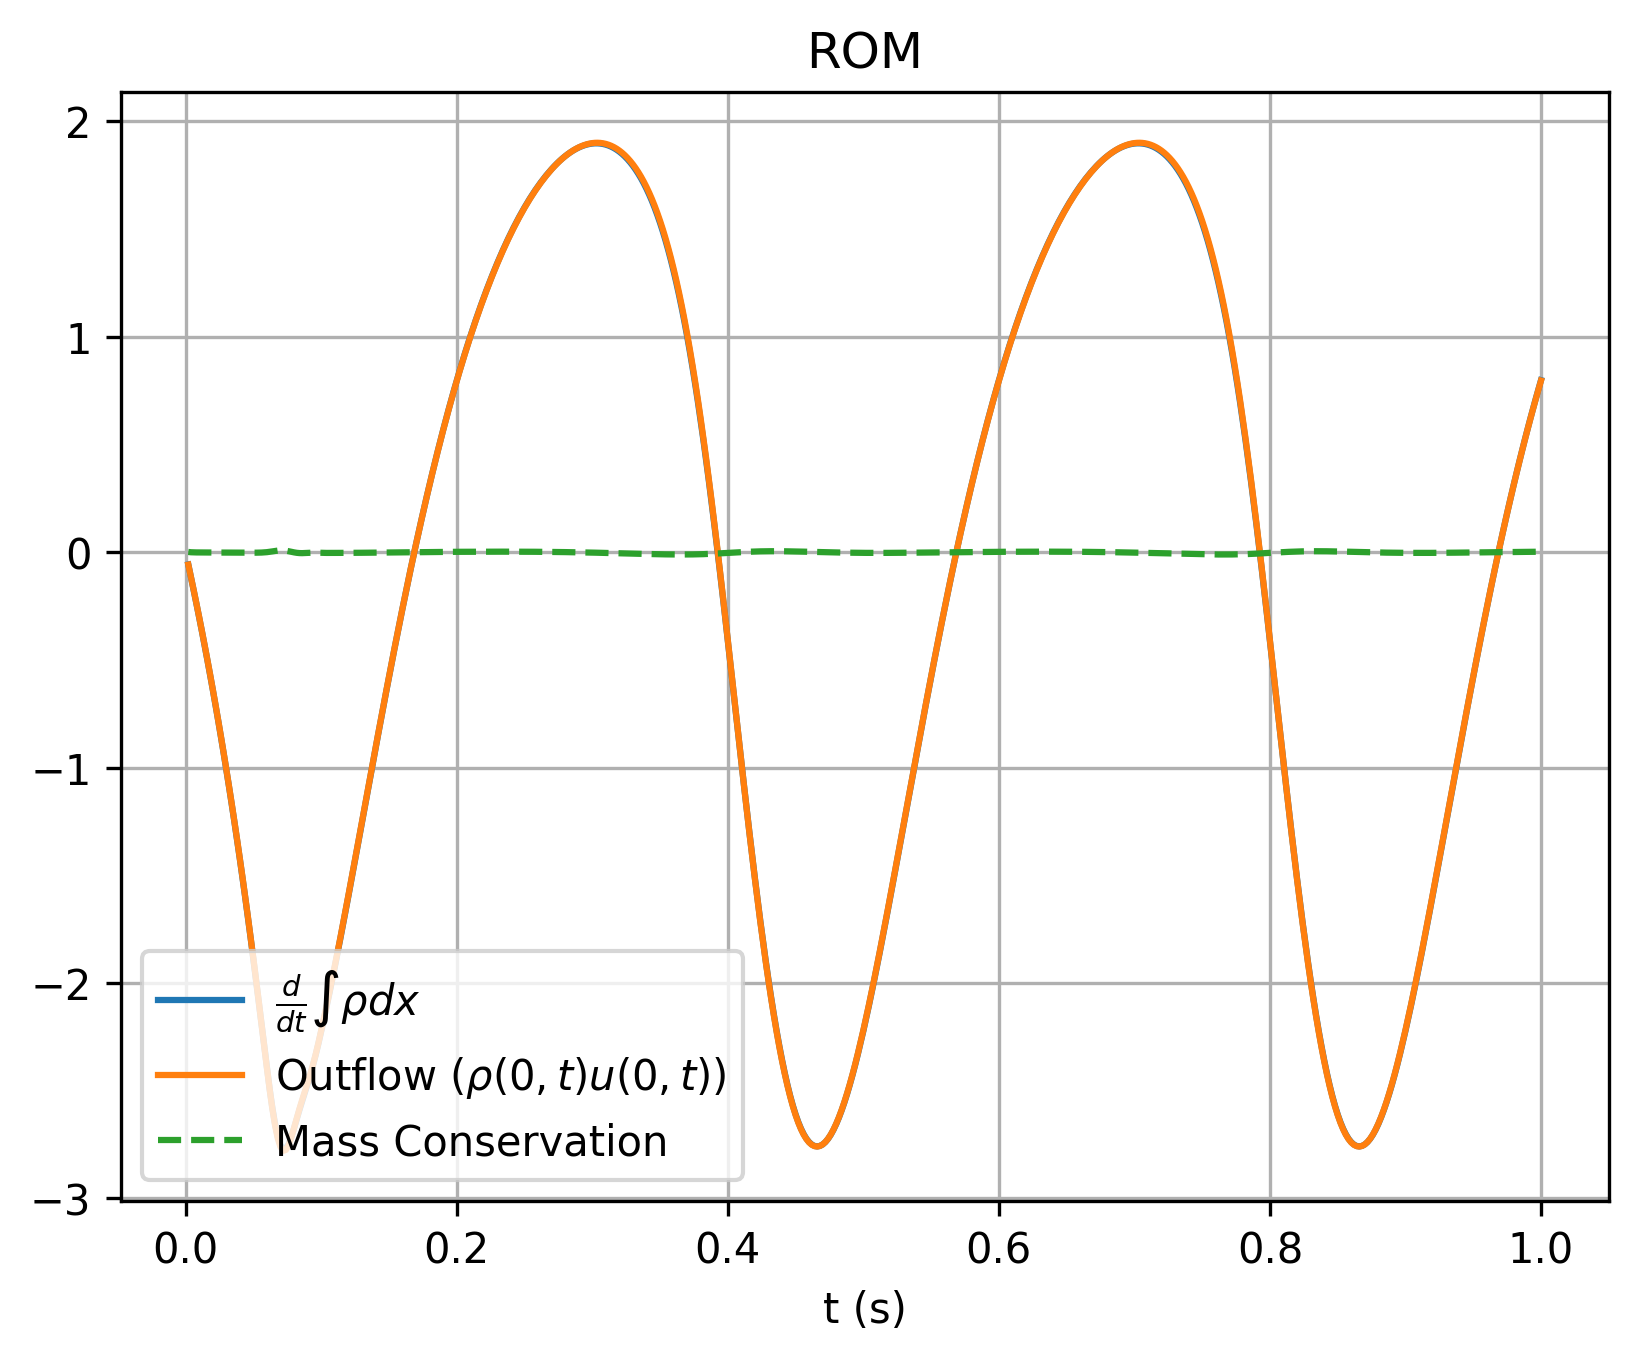 ROM
2
1
0
−1
−2
−3
d/dt ∫ρdx
Outflow (ρ(0, t)u(0, t))
Mass Conservation
0.0 0.2 0.4 0.6 0.8 1.0
t (s)